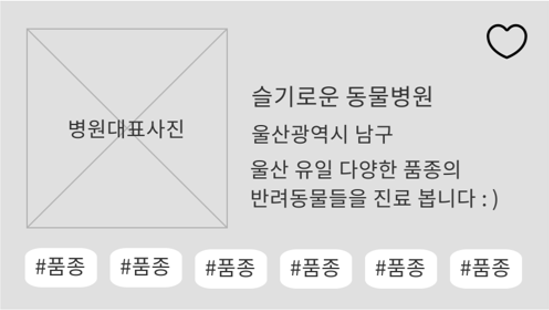 병원대표사진
슬기로운 동물병원
울산광역시 남구
울산 유일 다양한 품종의
반려동물들을 진료 봅니다 : )
#품종 #품종 #품종 #품종 #품종 #품종